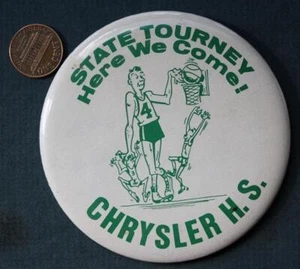 STATE TOURNEY
Here We Come!
4
CHRYSLER H.S.